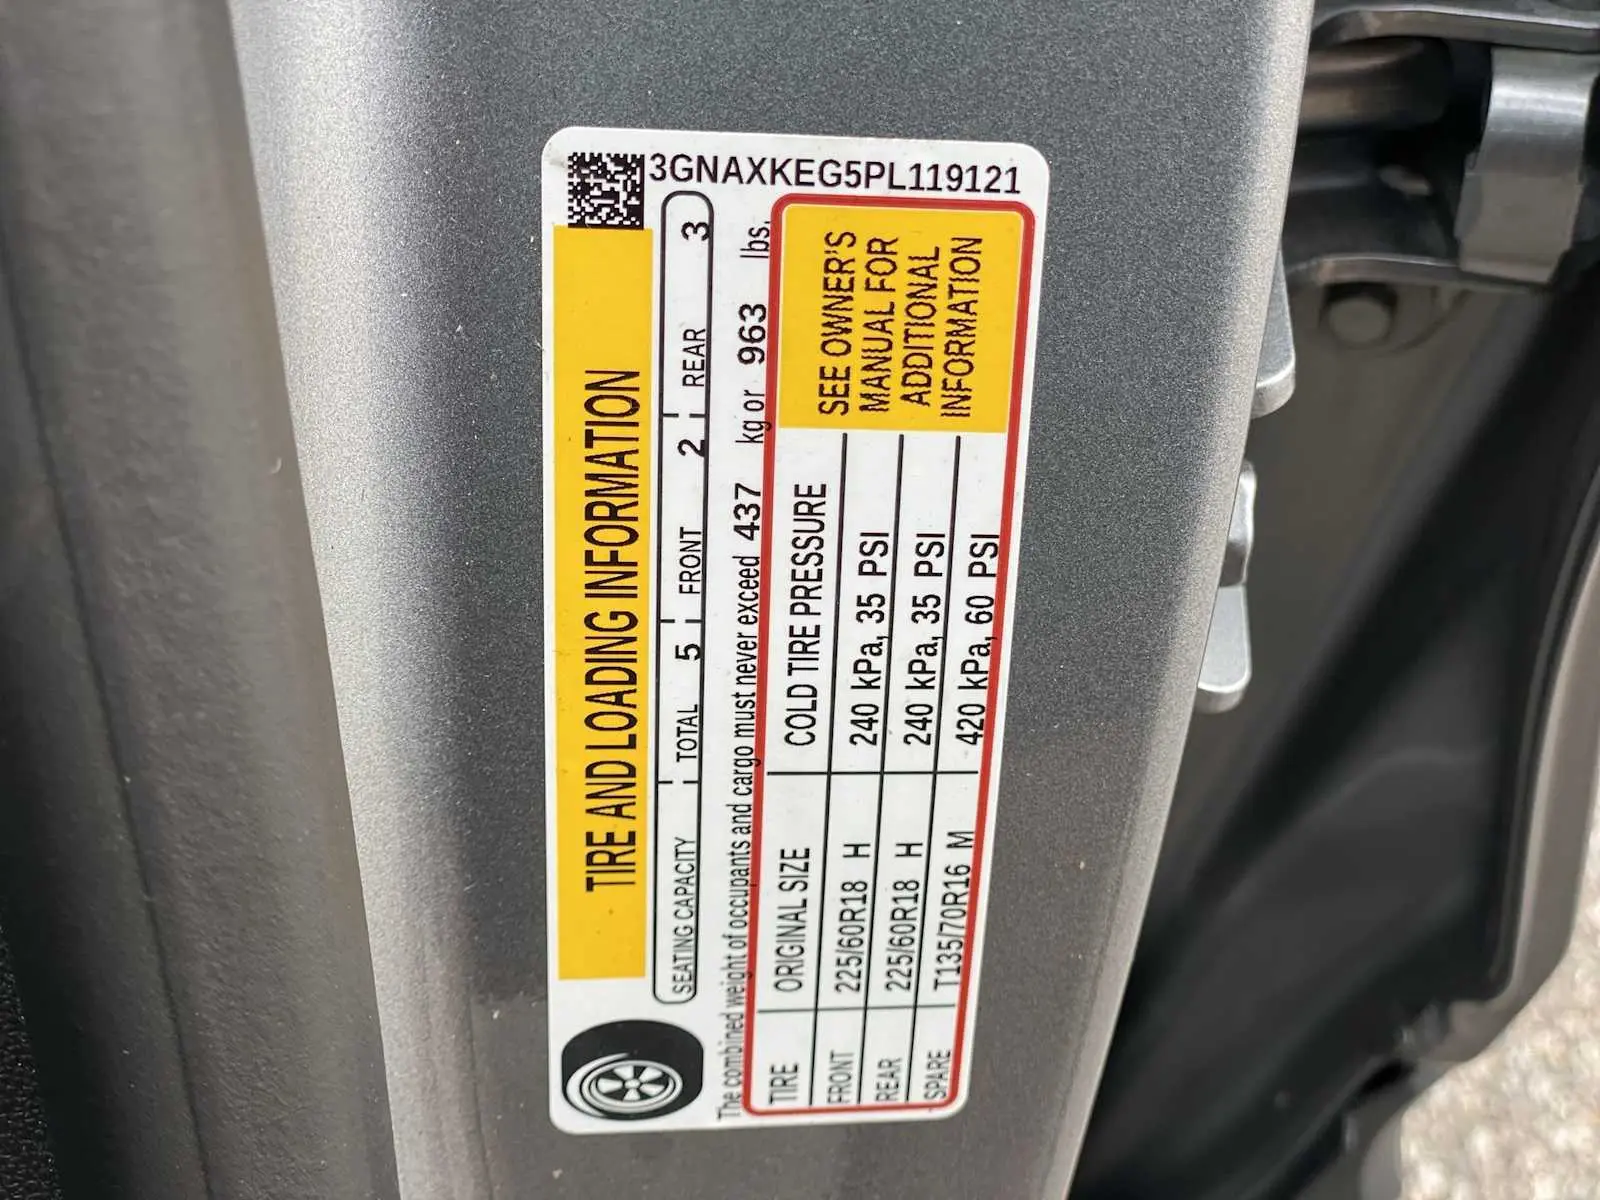 3GNAXKEG5PL119121
TIRE AND LOADING INFORMATION
SEATING CAPACITY TOTAL 5 FRONT 2 REAR 3
The combined weight of occupants and cargo must never exceed 437 kg or 963 lbs.
TIRE ORIGINAL SIZE COLD TIRE PRESSURE
FRONT 225/60R18 H 240 kPa, 35 PSI
REAR 225/60R18 H 240 kPa, 35 PSI
SPARE T135/70R16 M 420 kPa, 60 PSI
SEE OWNER'S
MANUAL FOR
ADDITIONAL
INFORMATION